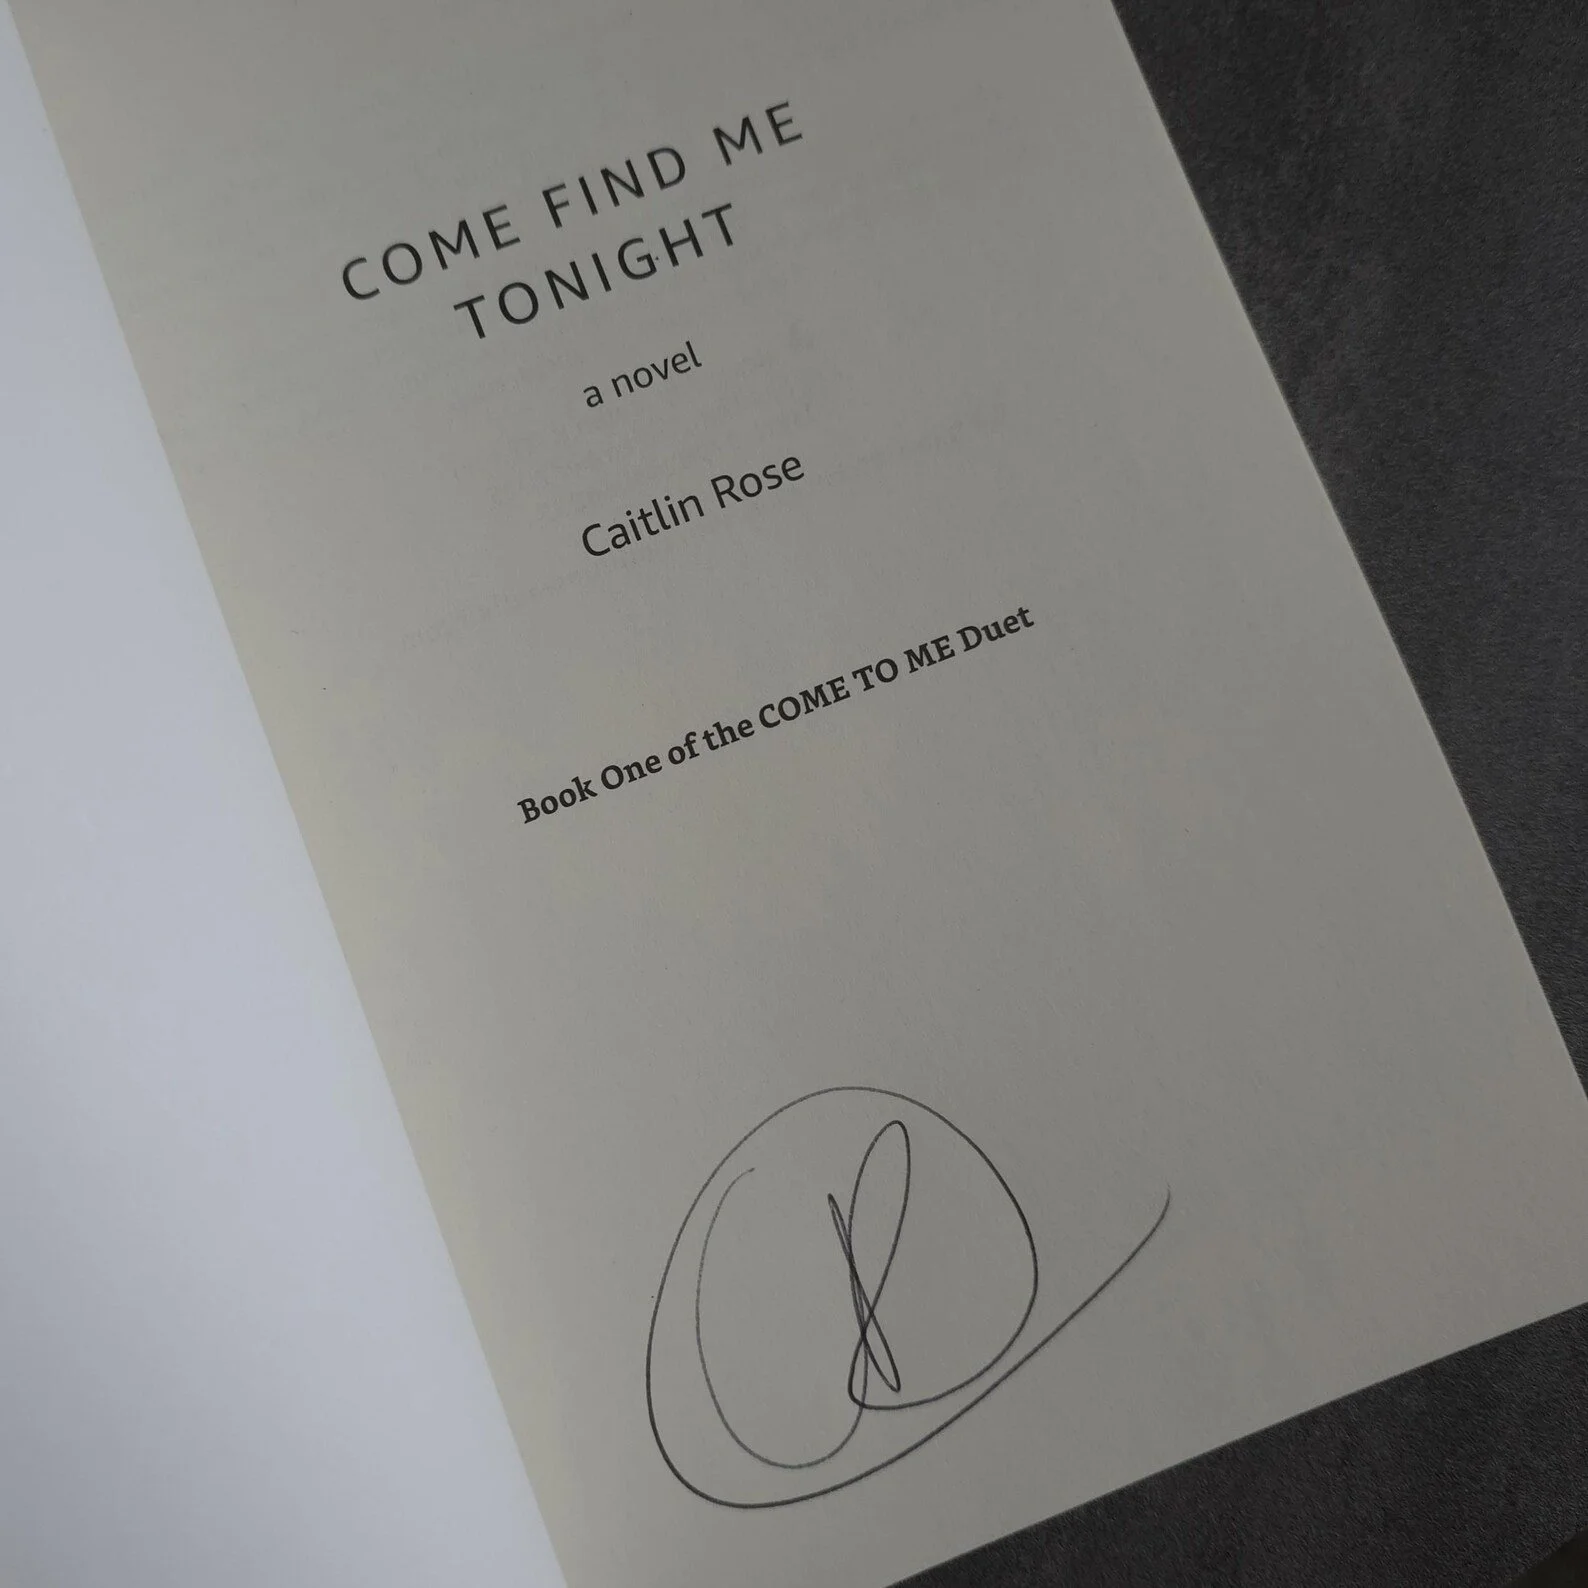 COME FIND ME
TONIGHT
a novel
Caitlin Rose
Book One of the COME TO ME Duet